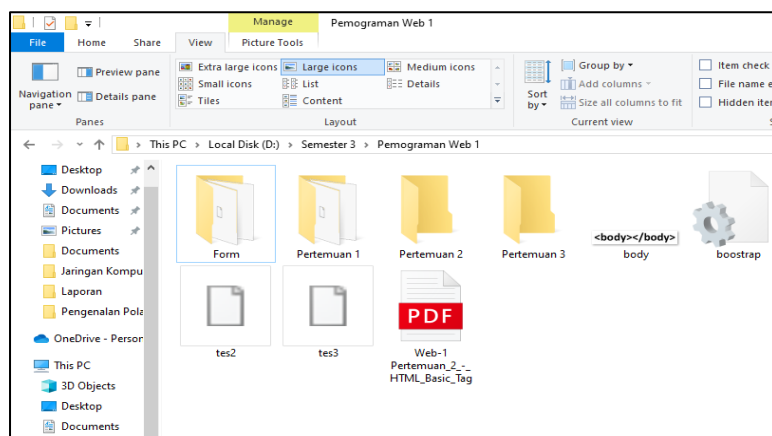 Manage
Pemograman Web 1
File
Home
Share
View
Picture Tools
Navigation pane
Preview pane
Details pane
Panes
Extra large icons
Large icons
Medium icons
Small icons
List
Details
Tiles
Content
Layout
Sort by
Group by
Add columns
Size all columns to fit
Current view
Item check
File name e
Hidden iter
This PC > Local Disk (D:) > Semester 3 > Pemograman Web 1
Desktop
Downloads
Documents
Pictures
Documents
Jaringan Kompu
Laporan
Pengenalan Pola
OneDrive - Person
This PC
3D Objects
Desktop
Documents
Form
Pertemuan 1
Pertemuan 2
Pertemuan 3
<body></body>
body
boostrap
tes2
tes3
PDF
Web-1
Pertemuan_2_-_
HTML_Basic_Tag